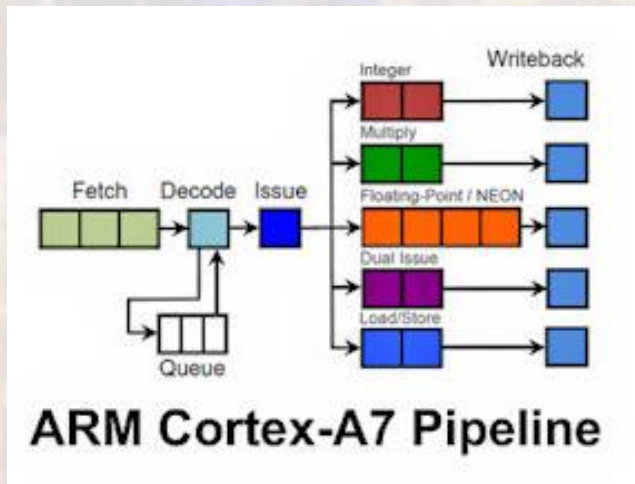 Integer
Writeback
Multiply
Fetch
Decode
Issue
Floating-Point / NEON
Dual Issue
Load/Store
Queue
ARM Cortex-A7 Pipeline